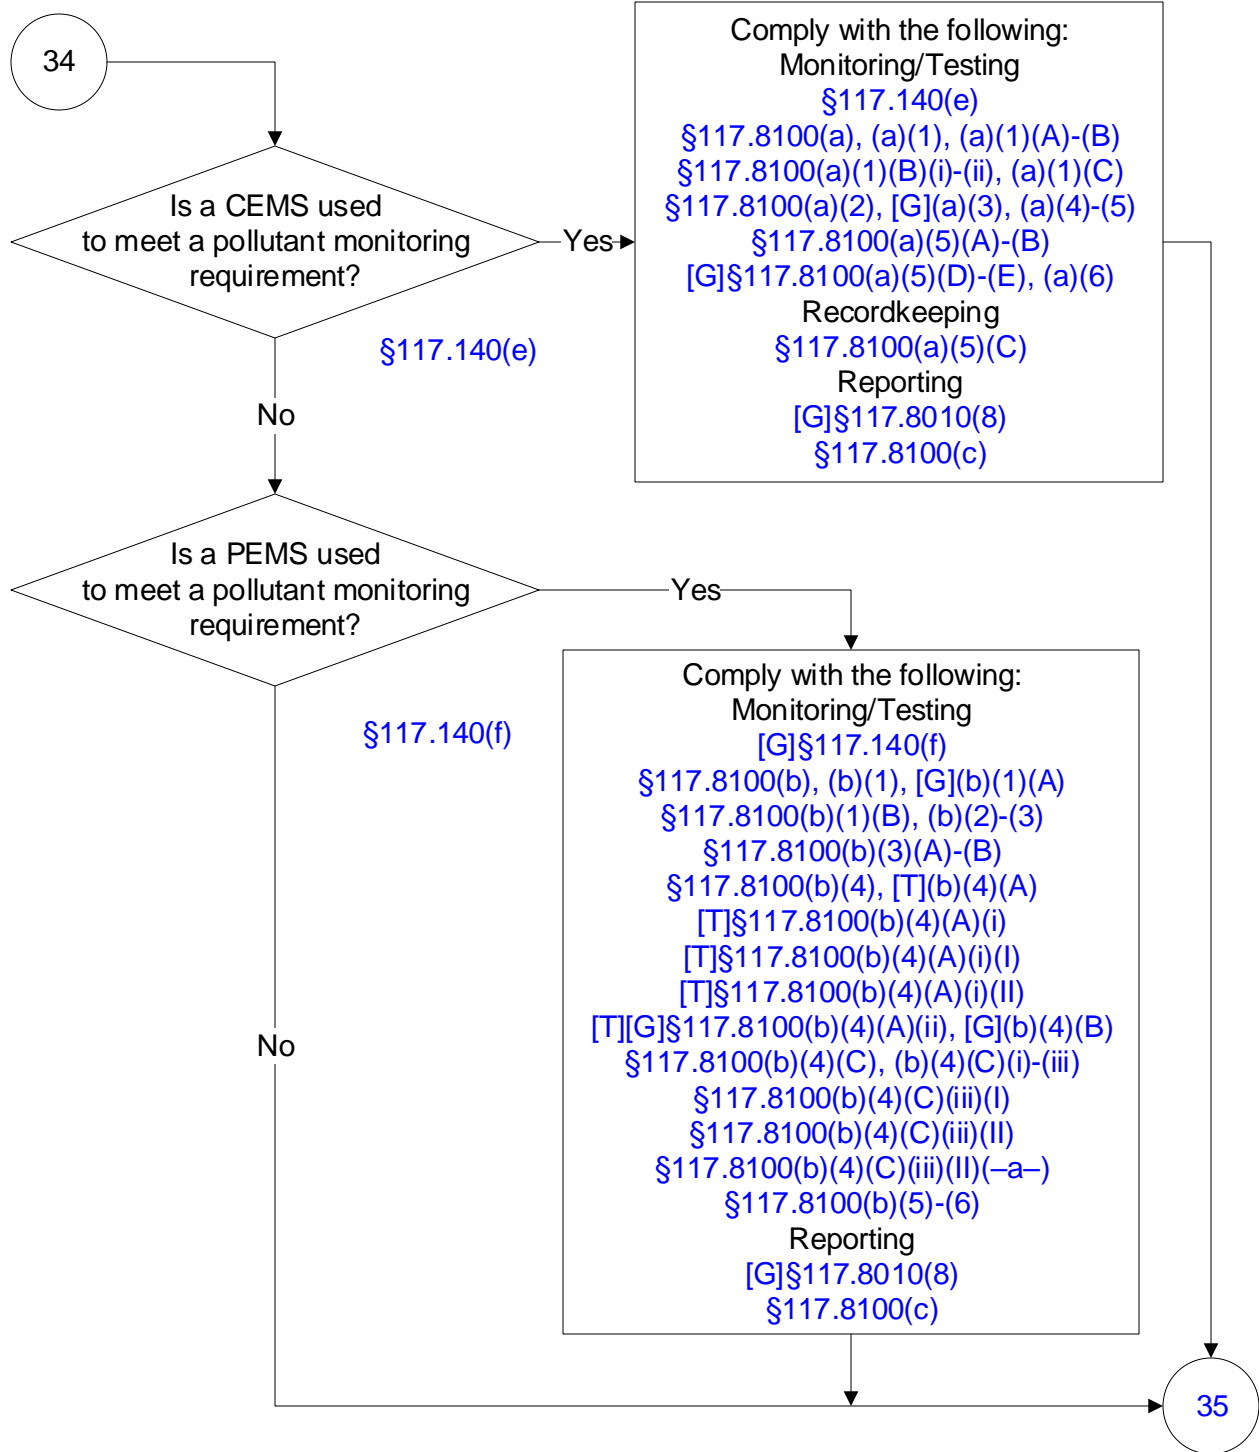 34
Is a CEMS used
to meet a pollutant monitoring
requirement?
Yes
§117.140(e)
No
Comply with the following:
Monitoring/Testing
§117.140(e)
§117.8100(a), (a)(1), (a)(1)(A)-(B)
§117.8100(a)(1)(B)(i)-(ii), (a)(1)(C)
§117.8100(a)(2), [G](a)(3), (a)(4)-(5)
§117.8100(a)(5)(A)-(B)
[G]§117.8100(a)(5)(D)-(E), (a)(6)
Recordkeeping
§117.8100(a)(5)(C)
Reporting
[G]§117.8010(8)
§117.8100(c)
Is a PEMS used
to meet a pollutant monitoring
requirement?
Yes
§117.140(f)
No
Comply with the following:
Monitoring/Testing
[G]§117.140(f)
§117.8100(b), (b)(1), [G](b)(1)(A)
§117.8100(b)(1)(B), (b)(2)-(3)
§117.8100(b)(3)(A)-(B)
§117.8100(b)(4), [T](b)(4)(A)
[T]§117.8100(b)(4)(A)(i)
[T]§117.8100(b)(4)(A)(i)(I)
[T]§117.8100(b)(4)(A)(i)(II)
[T][G]§117.8100(b)(4)(A)(ii), [G](b)(4)(B)
§117.8100(b)(4)(C), (b)(4)(C)(i)-(iii)
§117.8100(b)(4)(C)(iii)(I)
§117.8100(b)(4)(C)(iii)(II)
§117.8100(b)(4)(C)(iii)(II)(–a–)
§117.8100(b)(5)-(6)
Reporting
[G]§117.8010(8)
§117.8100(c)
35